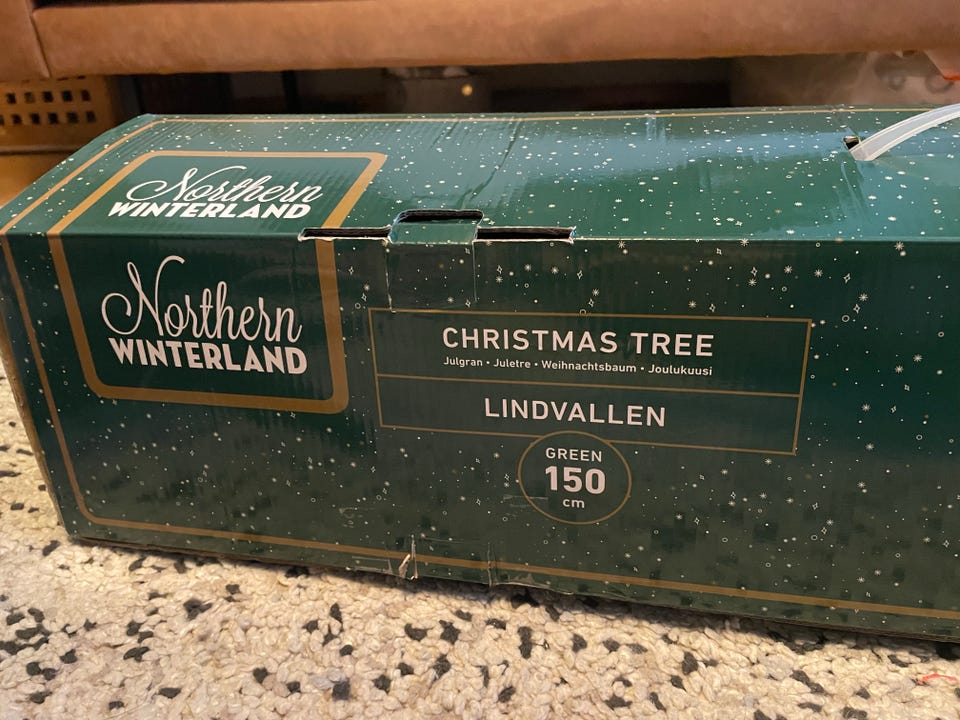 Northern
WINTERLAND
Northern
WINTERLAND
CHRISTMAS TREE
Julgran • Juletre • Weihnachtsbaum • Joulukuusi
LINDVALLEN
GREEN
150
cm